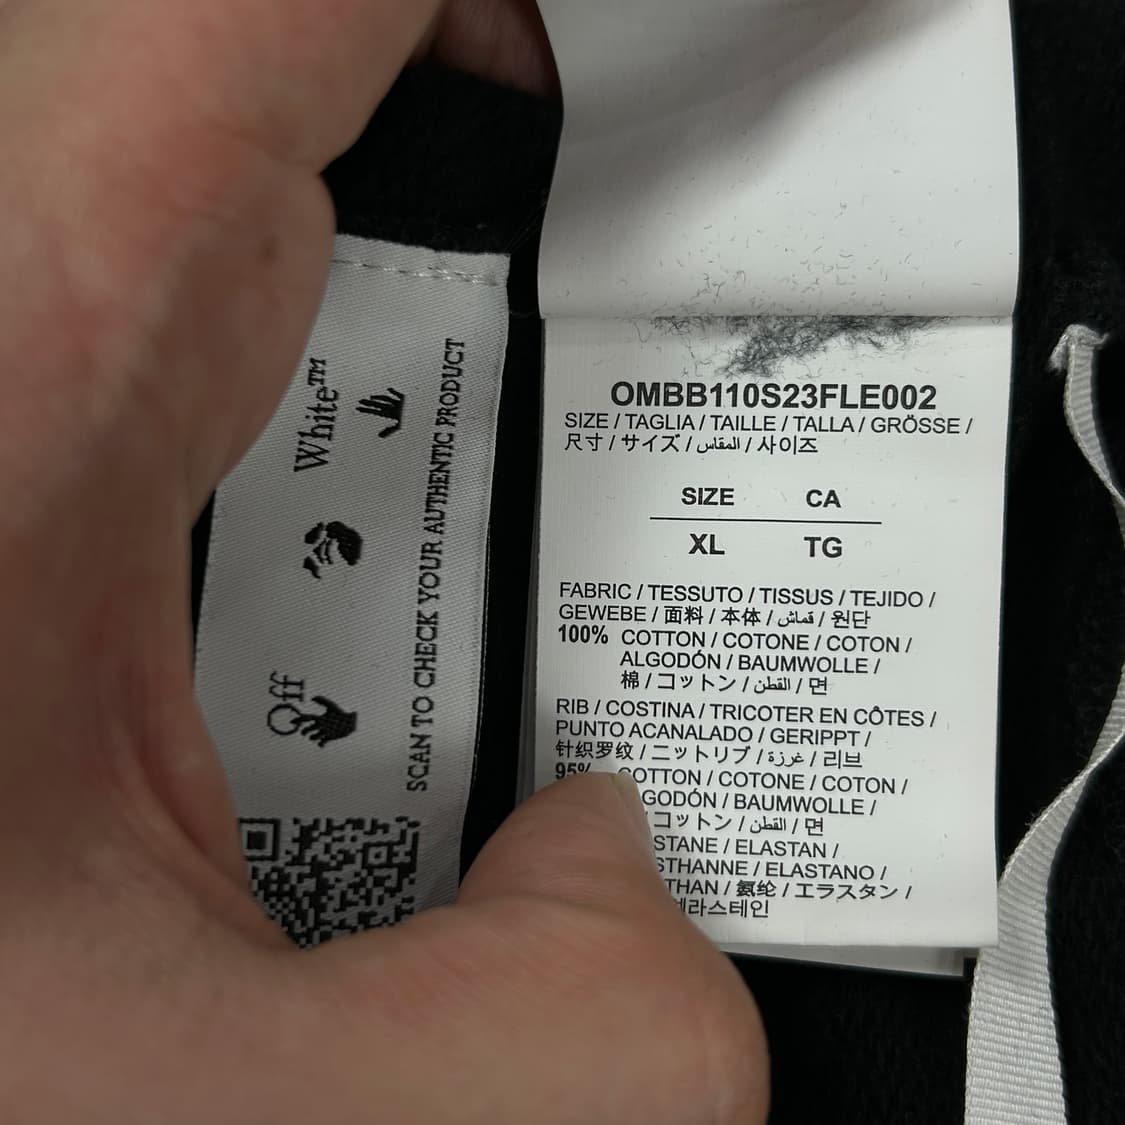 Off White™
SCAN TO CHECK YOUR AUTHENTIC PRODUCT
OMBB110S23FLE002
SIZE / TAGLIA / TAILLE / TALLA / GRÖSSE /
尺寸 / サイズ / المقاس / 사이즈
SIZE CA
XL TG
FABRIC / TESSUTO / TISSUS / TEJIDO /
GEWEBE / 面料 / 本体 / قماش / 원단
100% COTTON / COTONE / COTON /
ALGODÓN / BAUMWOLLE /
棉 / コットン / القطن / 면
RIB / COSTINA / TRICOTER EN CÔTES /
PUNTO ACANALADO / GERIPPT /
针织罗纹 / ニットリブ / غرزة / 리브
95% COTTON / COTONE / COTON /
GODÓN / BAUMWOLLE /
コットン / القطن / 면
STANE / ELASTAN /
STHANNE / ELASTANO /
THAN / 氨纶 / エラスタン /
라스테인